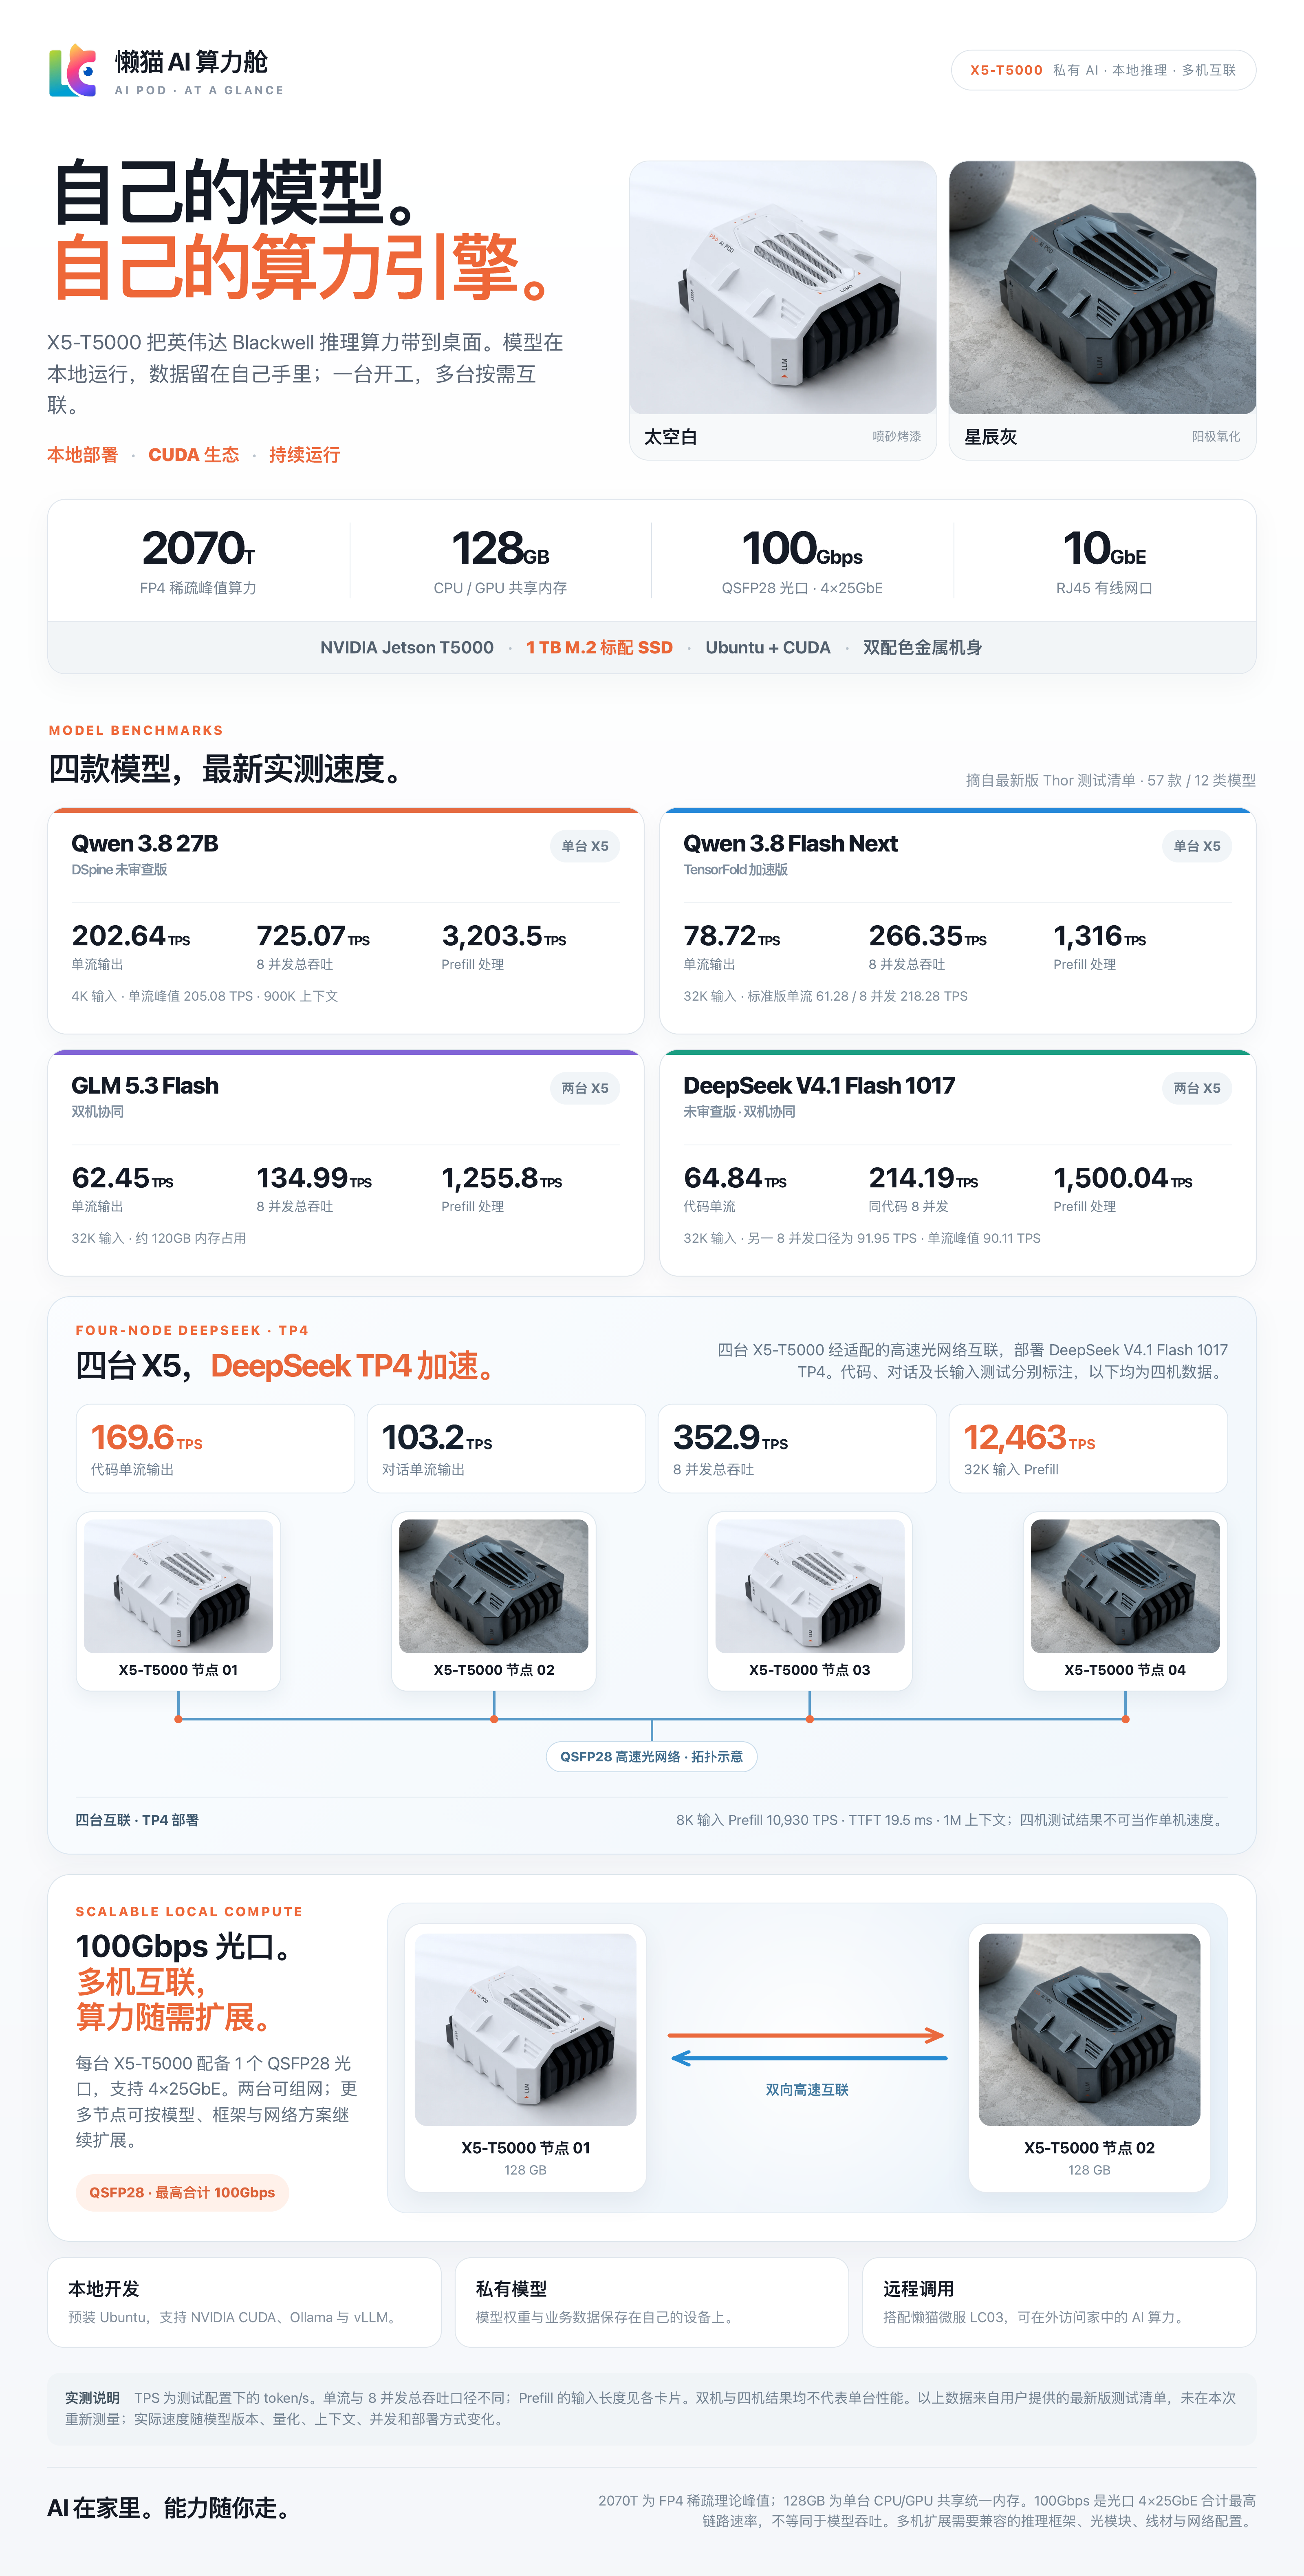 懒猫 AI 算力舱
AI POD · AT A GLANCE
X5-T5000 私有 AI · 本地推理 · 多机互联
自己的模型。
自己的算力引擎。
X5-T5000 把英伟达 Blackwell 推理算力带到桌面。模型在
本地运行，数据留在自己手里；一台开工，多台按需互
联。
本地部署 · CUDA 生态 · 持续运行
太空白 喷砂烤漆
星辰灰 阳极氧化
2070T
FP4 稀疏峰值算力
128GB
CPU / GPU 共享内存
100Gbps
QSFP28 光口 · 4×25GbE
10GbE
RJ45 有线网口
NVIDIA Jetson T5000 · 1 TB M.2 标配 SSD · Ubuntu + CUDA · 双配色金属机身
MODEL BENCHMARKS
四款模型，最新实测速度。
摘自最新版 Thor 测试清单 · 57 款 / 12 类模型
Qwen 3.8 27B
单台 X5
DSpine 未审查版
202.64 TPS 725.07 TPS 3,203.5 TPS
单流输出 8 并发总吞吐 Prefill 处理
4K 输入 · 单流峰值 205.08 TPS · 900K 上下文
Qwen 3.8 Flash Next
单台 X5
TensorFold 加速版
78.72 TPS 266.35 TPS 1,316 TPS
单流输出 8 并发总吞吐 Prefill 处理
32K 输入 · 标准版单流 61.28 / 8 并发 218.28 TPS
GLM 5.3 Flash
两台 X5
双机协同
62.45 TPS 134.99 TPS 1,255.8 TPS
单流输出 8 并发总吞吐 Prefill 处理
32K 输入 · 约 120GB 内存占用
DeepSeek V4.1 Flash 1017
两台 X5
未审查版 · 双机协同
64.84 TPS 214.19 TPS 1,500.04 TPS
代码单流 同代码 8 并发 Prefill 处理
32K 输入 · 另一 8 并发口径为 91.95 TPS · 单流峰值 90.11 TPS
FOUR-NODE DEEPSEEK · TP4
四台 X5，DeepSeek TP4 加速。
四台 X5-T5000 经适配的高速光网络互联，部署 DeepSeek V4.1 Flash 1017
TP4。代码、对话及长输入测试分别标注，以下均为四机数据。
169.6 TPS
代码单流输出
103.2 TPS
对话单流输出
352.9 TPS
8 并发总吞吐
12,463 TPS
32K 输入 Prefill
X5-T5000 节点 01
X5-T5000 节点 02
X5-T5000 节点 03
X5-T5000 节点 04
QSFP28 高速光网络 · 拓扑示意
四台互联 · TP4 部署
8K 输入 Prefill 10,930 TPS · TTFT 19.5 ms · 1M 上下文；四机测试结果不可当作单机速度。
SCALABLE LOCAL COMPUTE
100Gbps 光口。
多机互联，
算力随需扩展。
每台 X5-T5000 配备 1 个 QSFP28 光
口，支持 4×25GbE。两台可组网；更
多节点可按模型、框架与网络方案继
续扩展。
QSFP28 · 最高合计 100Gbps
双向高速互联
X5-T5000 节点 01
128 GB
X5-T5000 节点 02
128 GB
本地开发
预装 Ubuntu，支持 NVIDIA CUDA、Ollama 与 vLLM。
私有模型
模型权重与业务数据保存在自己的设备上。
远程调用
搭配懒猫微服 LC03，可在外访问家中的 AI 算力。
实测说明 TPS 为测试配置下的 token/s。单流与 8 并发总吞吐口径不同；Prefill 的输入长度见各卡片。双机与四机结果均不代表单台性能。以上数据来自用户提供的最新版测试清单，未在本次
重新测量；实际速度随模型版本、量化、上下文、并发和部署方式变化。
AI 在家里。能力随你走。
2070T 为 FP4 稀疏理论峰值；128GB 为单台 CPU/GPU 共享统一内存。100Gbps 是光口 4×25GbE 合计最高
链路速率，不等同于模型吞吐。多机扩展需要兼容的推理框架、光模块、线材与网络配置。